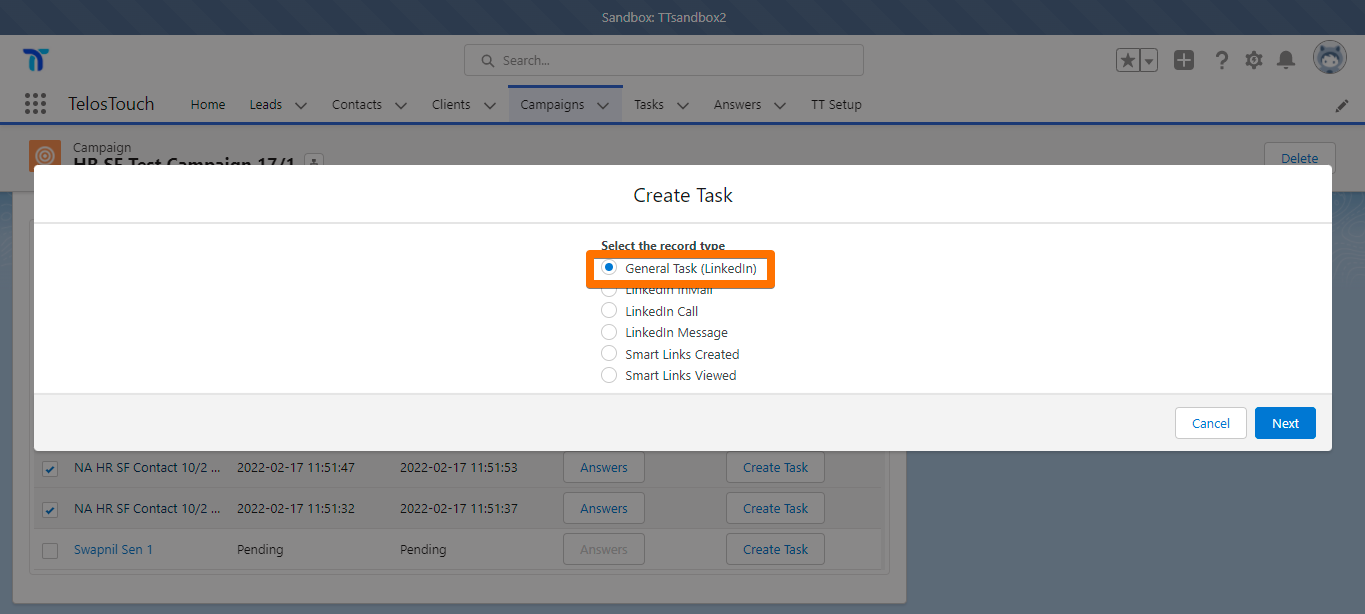 Sandbox: TTsandbox2
Search...
TelosTouch Home Leads Contacts Clients Campaigns Tasks Answers TT Setup
Campaign
HR SF Test Campaign 17/1
Delete
Create Task
Select the record type
General Task (LinkedIn)
LinkedIn InMail
LinkedIn Call
LinkedIn Message
Smart Links Created
Smart Links Viewed
Cancel Next
NA HR SF Contact 10/2 ... 2022-02-17 11:51:47 2022-02-17 11:51:53 Answers Create Task
NA HR SF Contact 10/2 ... 2022-02-17 11:51:32 2022-02-17 11:51:37 Answers Create Task
Swapnil Sen 1 Pending Pending Answers Create Task